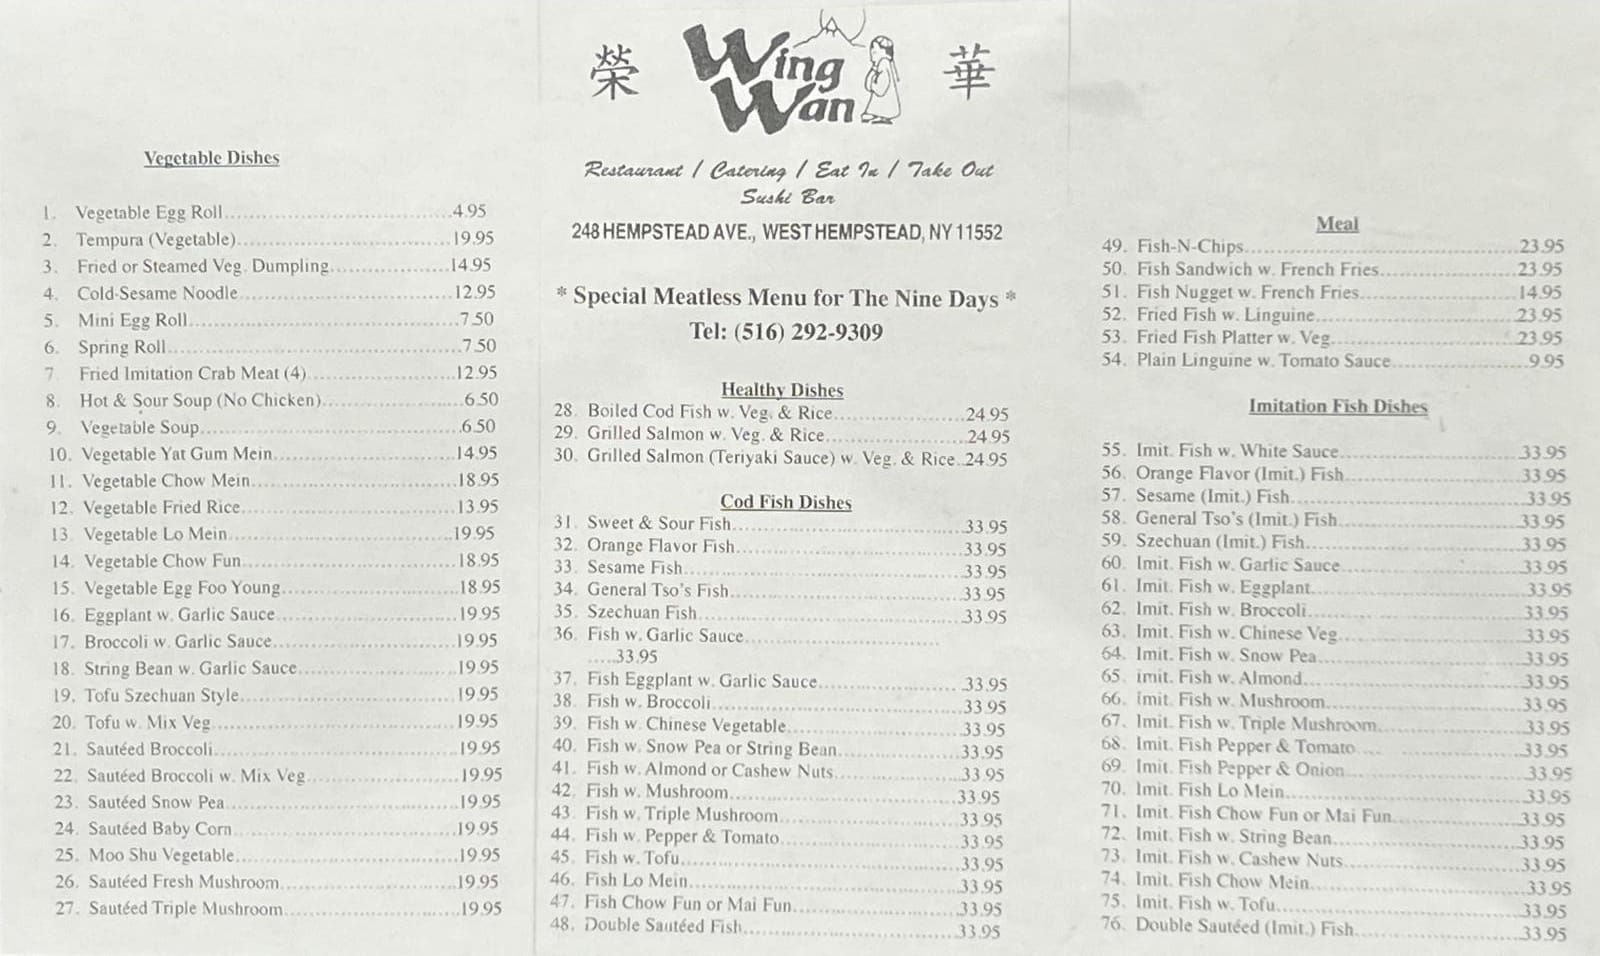 榮 Wing Wan 華
Restaurant / Catering / Eat In / Take Out
Sushi Bar
248 HEMPSTEAD AVE., WEST HEMPSTEAD, NY 11552
* Special Meatless Menu for The Nine Days *
Tel: (516) 292-9309
Vegetable Dishes
1. Vegetable Egg Roll 4.95
2. Tempura (Vegetable) 19.95
3. Fried or Steamed Veg. Dumpling 14.95
4. Cold-Sesame Noodle 12.95
5. Mini Egg Roll 7.50
6. Spring Roll 7.50
7. Fried Imitation Crab Meat (4) 12.95
8. Hot & Sour Soup (No Chicken) 6.50
9. Vegetable Soup 6.50
10. Vegetable Yat Gum Mein 14.95
11. Vegetable Chow Mein 18.95
12. Vegetable Fried Rice 13.95
13. Vegetable Lo Mein 19.95
14. Vegetable Chow Fun 18.95
15. Vegetable Egg Foo Young 18.95
16. Eggplant w. Garlic Sauce 19.95
17. Broccoli w. Garlic Sauce 19.95
18. String Bean w. Garlic Sauce 19.95
19. Tofu Szechuan Style 19.95
20. Tofu w. Mix Veg 19.95
21. Sautéed Broccoli 19.95
22. Sautéed Broccoli w. Mix Veg 19.95
23. Sautéed Snow Pea 19.95
24. Sautéed Baby Corn 19.95
25. Moo Shu Vegetable 19.95
26. Sautéed Fresh Mushroom 19.95
27. Sautéed Triple Mushroom 19.95
Healthy Dishes
28. Boiled Cod Fish w. Veg. & Rice 24.95
29. Grilled Salmon w. Veg. & Rice 24.95
30. Grilled Salmon (Teriyaki Sauce) w. Veg. & Rice 24.95
Cod Fish Dishes
31. Sweet & Sour Fish 33.95
32. Orange Flavor Fish 33.95
33. Sesame Fish 33.95
34. General Tso's Fish 33.95
35. Szechuan Fish 33.95
36. Fish w. Garlic Sauce
33.95
37. Fish Eggplant w. Garlic Sauce 33.95
38. Fish w. Broccoli 33.95
39. Fish w. Chinese Vegetable 33.95
40. Fish w. Snow Pea or String Bean 33.95
41. Fish w. Almond or Cashew Nuts 33.95
42. Fish w. Mushroom 33.95
43. Fish w. Triple Mushroom 33.95
44. Fish w. Pepper & Tomato 33.95
45. Fish w. Tofu 33.95
46. Fish Lo Mein 33.95
47. Fish Chow Fun or Mai Fun 33.95
48. Double Sautéed Fish 33.95
Meal
49. Fish-N-Chips 23.95
50. Fish Sandwich w. French Fries 23.95
51. Fish Nugget w. French Fries 14.95
52. Fried Fish w. Linguine 23.95
53. Fried Fish Platter w. Veg. 23.95
54. Plain Linguine w. Tomato Sauce 9.95
Imitation Fish Dishes
55. Imit. Fish w. White Sauce 33.95
56. Orange Flavor (Imit.) Fish 33.95
57. Sesame (Imit.) Fish 33.95
58. General Tso's (Imit.) Fish 33.95
59. Szechuan (Imit.) Fish 33.95
60. Imit. Fish w. Garlic Sauce 33.95
61. Imit. Fish w. Eggplant 33.95
62. Imit. Fish w. Broccoli 33.95
63. Imit. Fish w. Chinese Veg 33.95
64. Imit. Fish w. Snow Pea 33.95
65. imit. Fish w. Almond 33.95
66. imit. Fish w. Mushroom 33.95
67. Imit. Fish w. Triple Mushroom 33.95
68. Imit. Fish Pepper & Tomato 33.95
69. Imit. Fish Pepper & Onion 33.95
70. Imit. Fish Lo Mein 33.95
71. Imit. Fish Chow Fun or Mai Fun 33.95
72. Imit. Fish w. String Bean 33.95
73. Imit. Fish w. Cashew Nuts 33.95
74. Imit. Fish Chow Mein 33.95
75. Imit. Fish w. Tofu 33.95
76. Double Sautéed (Imit.) Fish 33.95